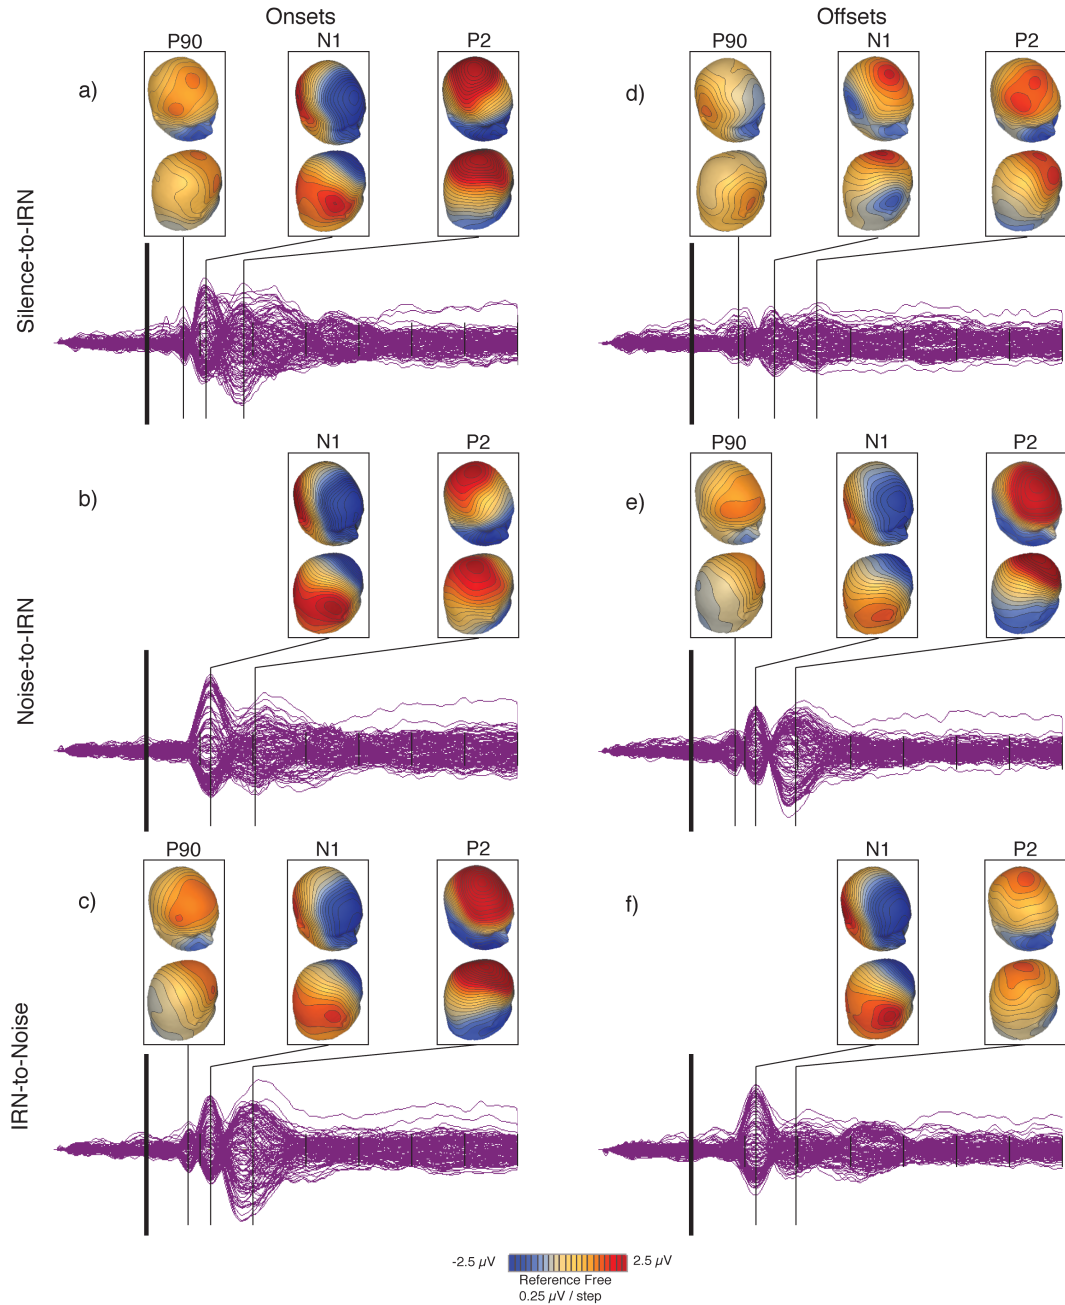 Onsets
Offsets
P90
N1
P2
P90
N1
P2
a)
d)
Silence-to-IRN
N1
P2
P90
N1
P2
b)
e)
Noise-to-IRN
P90
N1
P2
N1
P2
c)
f)
IRN-to-Noise
-2.5 µV
2.5 µV
Reference Free
0.25 µV / step